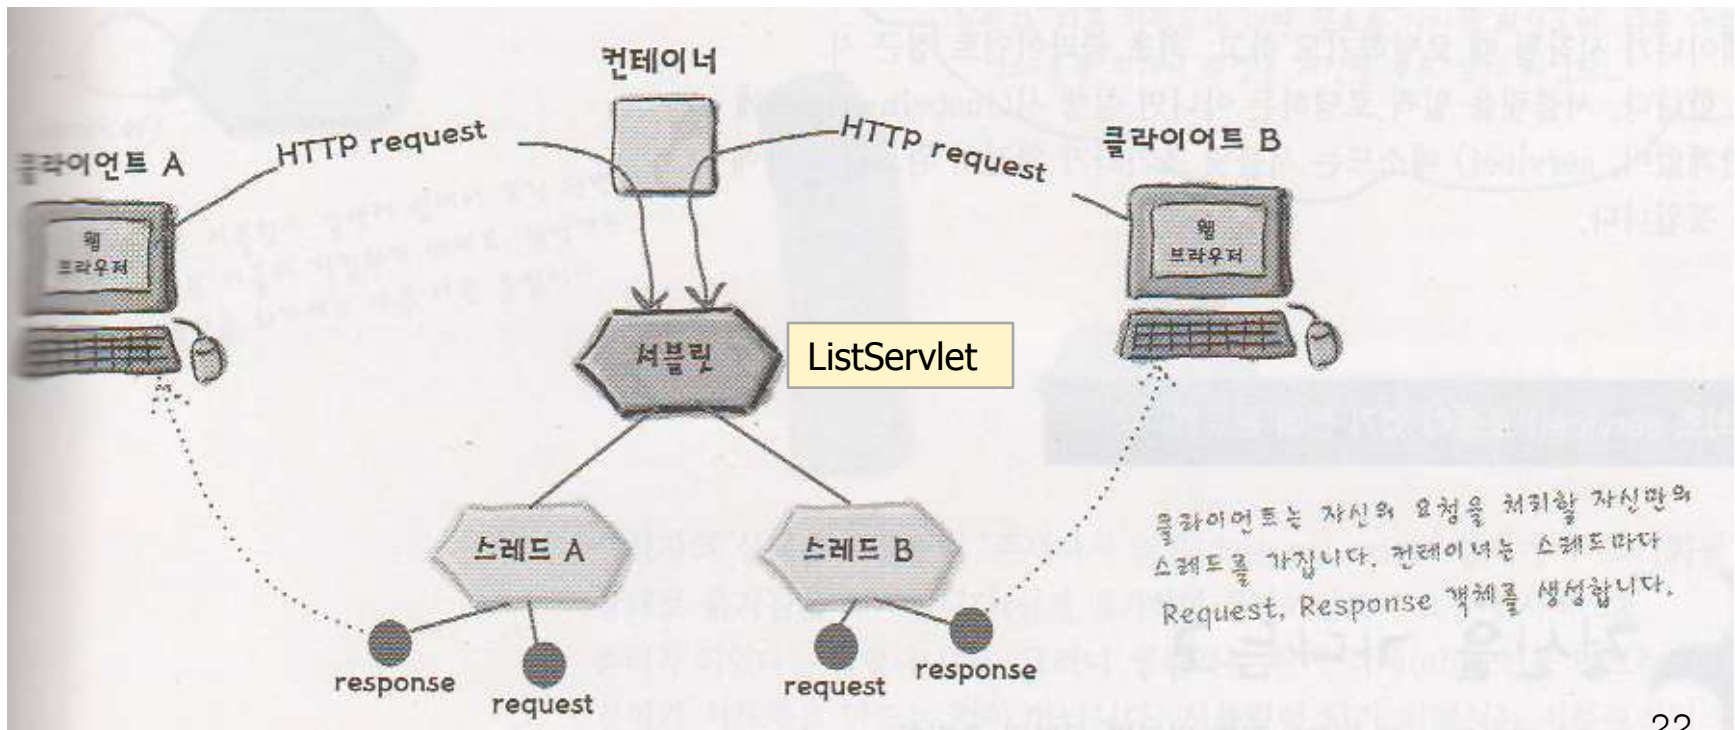 컨테이너
클라이언트 A
HTTP request
HTTP request
클라이어트 B
웹
브라우저
웹
브라우저
서블릿
ListServlet
스레드 A
스레드 B
response
request
request
response
클라이언트는 자신의 요청을 처리할 자신만의
스레드를 가집니다. 컨테이너는 스레드마다
Request, Response 객체를 생성합니다.
22